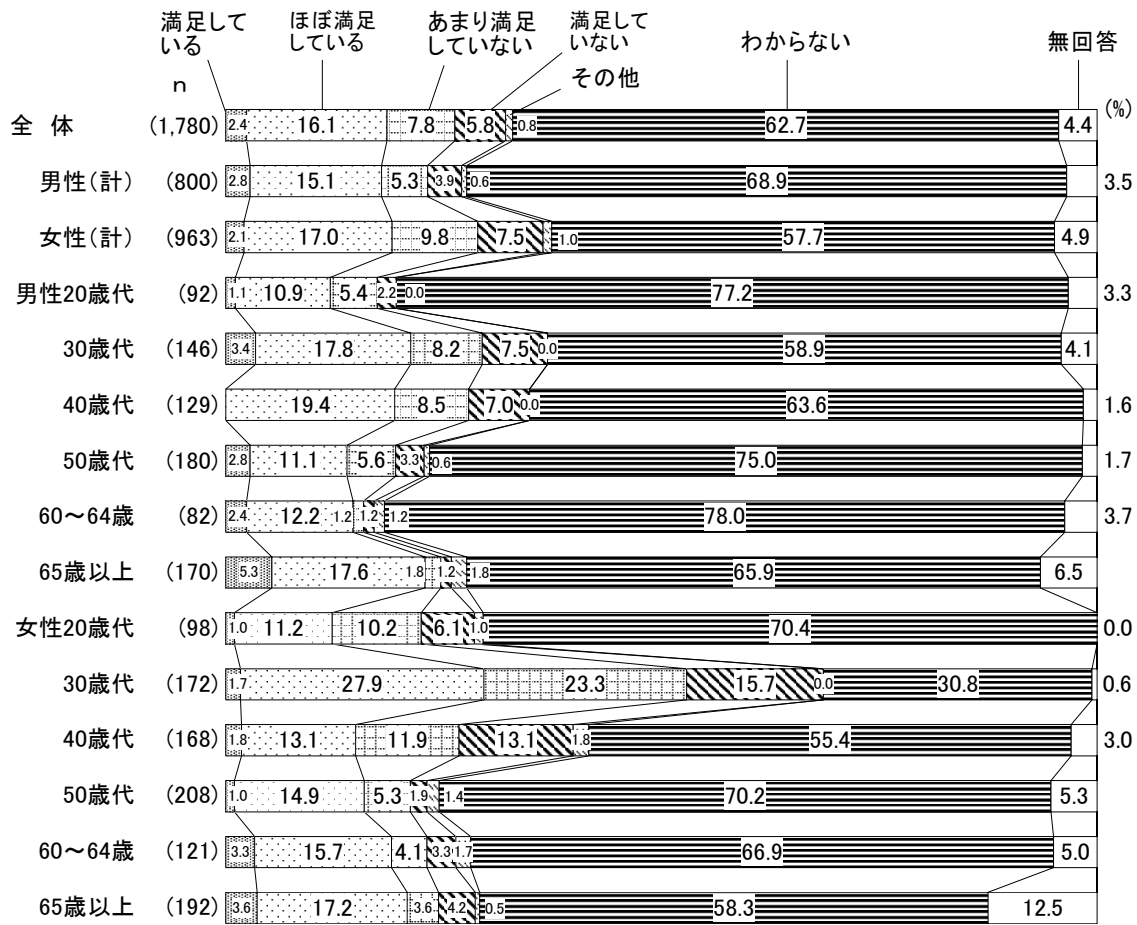 満足している
ほぼ満足している
あまり満足していない
満足していない
その他
わからない
無回答
n
(%)
全 体 (1,780) 2.4 16.1 7.8 5.8 0.8 62.7 4.4
男性(計) (800) 2.8 15.1 5.3 3.9 0.6 68.9 3.5
女性(計) (963) 2.1 17.0 9.8 7.5 1.0 57.7 4.9
男性20歳代 (92) 1.1 10.9 5.4 2.2 0.0 77.2 3.3
30歳代 (146) 3.4 17.8 8.2 7.5 0.0 58.9 4.1
40歳代 (129) 19.4 8.5 7.0 0.0 63.6 1.6
50歳代 (180) 2.8 11.1 5.6 3.3 0.6 75.0 1.7
60～64歳 (82) 2.4 12.2 1.2 1.2 1.2 78.0 3.7
65歳以上 (170) 5.3 17.6 1.8 1.2 1.8 65.9 6.5
女性20歳代 (98) 1.0 11.2 10.2 6.1 1.0 70.4 0.0
30歳代 (172) 1.7 27.9 23.3 15.7 0.0 30.8 0.6
40歳代 (168) 1.8 13.1 11.9 13.1 1.8 55.4 3.0
50歳代 (208) 1.0 14.9 5.3 1.9 1.4 70.2 5.3
60～64歳 (121) 3.3 15.7 4.1 3.3 1.7 66.9 5.0
65歳以上 (192) 3.6 17.2 3.6 4.2 0.5 58.3 12.5